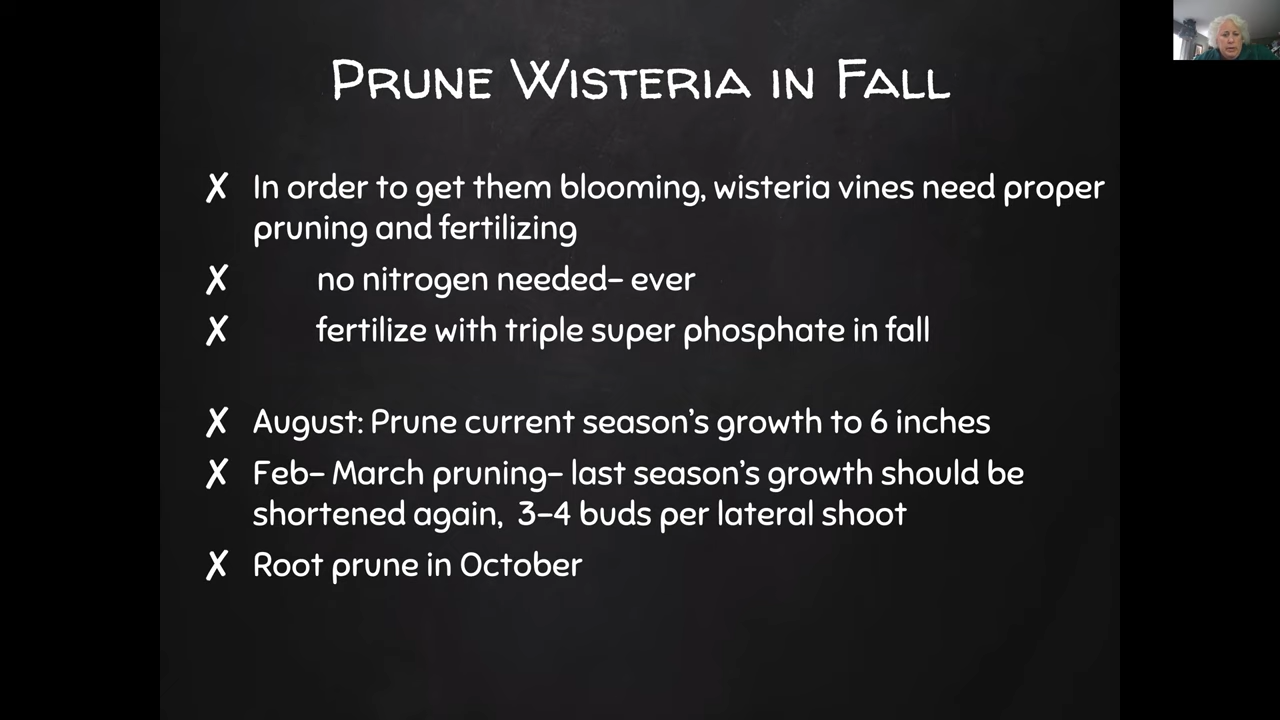 Prune Wisteria in Fall
✗ In order to get them blooming, wisteria vines need proper
pruning and fertilizing
✗ no nitrogen needed– ever
✗ fertilize with triple super phosphate in fall
✗ August: Prune current season’s growth to 6 inches
✗ Feb– March pruning– last season’s growth should be
shortened again, 3–4 buds per lateral shoot
✗ Root prune in October